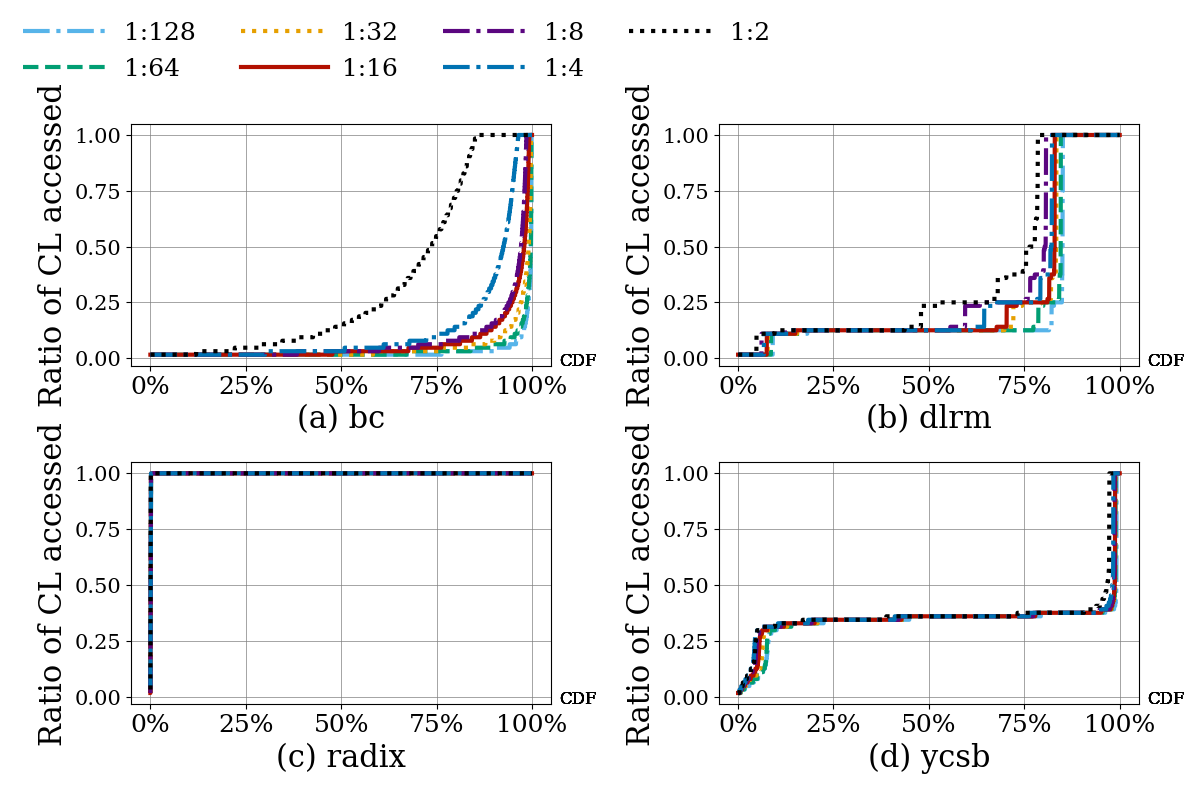 1:128 1:32 1:8 1:2
1:64 1:16 1:4
Ratio of CL accessed
1.00
0.75
0.50
0.25
0.00
0% 25% 50% 75% 100%
CDF
(a) bc
Ratio of CL accessed
1.00
0.75
0.50
0.25
0.00
0% 25% 50% 75% 100%
CDF
(b) dlrm
Ratio of CL accessed
1.00
0.75
0.50
0.25
0.00
0% 25% 50% 75% 100%
CDF
(c) radix
Ratio of CL accessed
1.00
0.75
0.50
0.25
0.00
0% 25% 50% 75% 100%
CDF
(d) ycsb